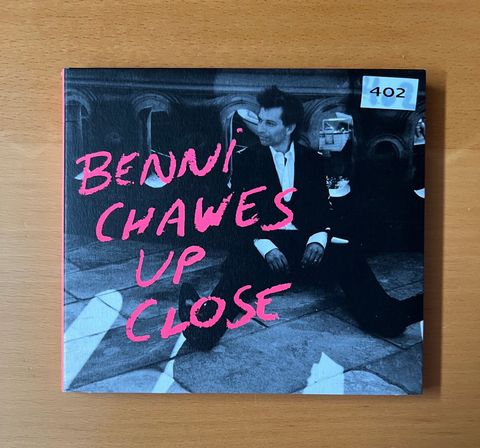 402
BENNI
CHAWES
UP
CLOSE